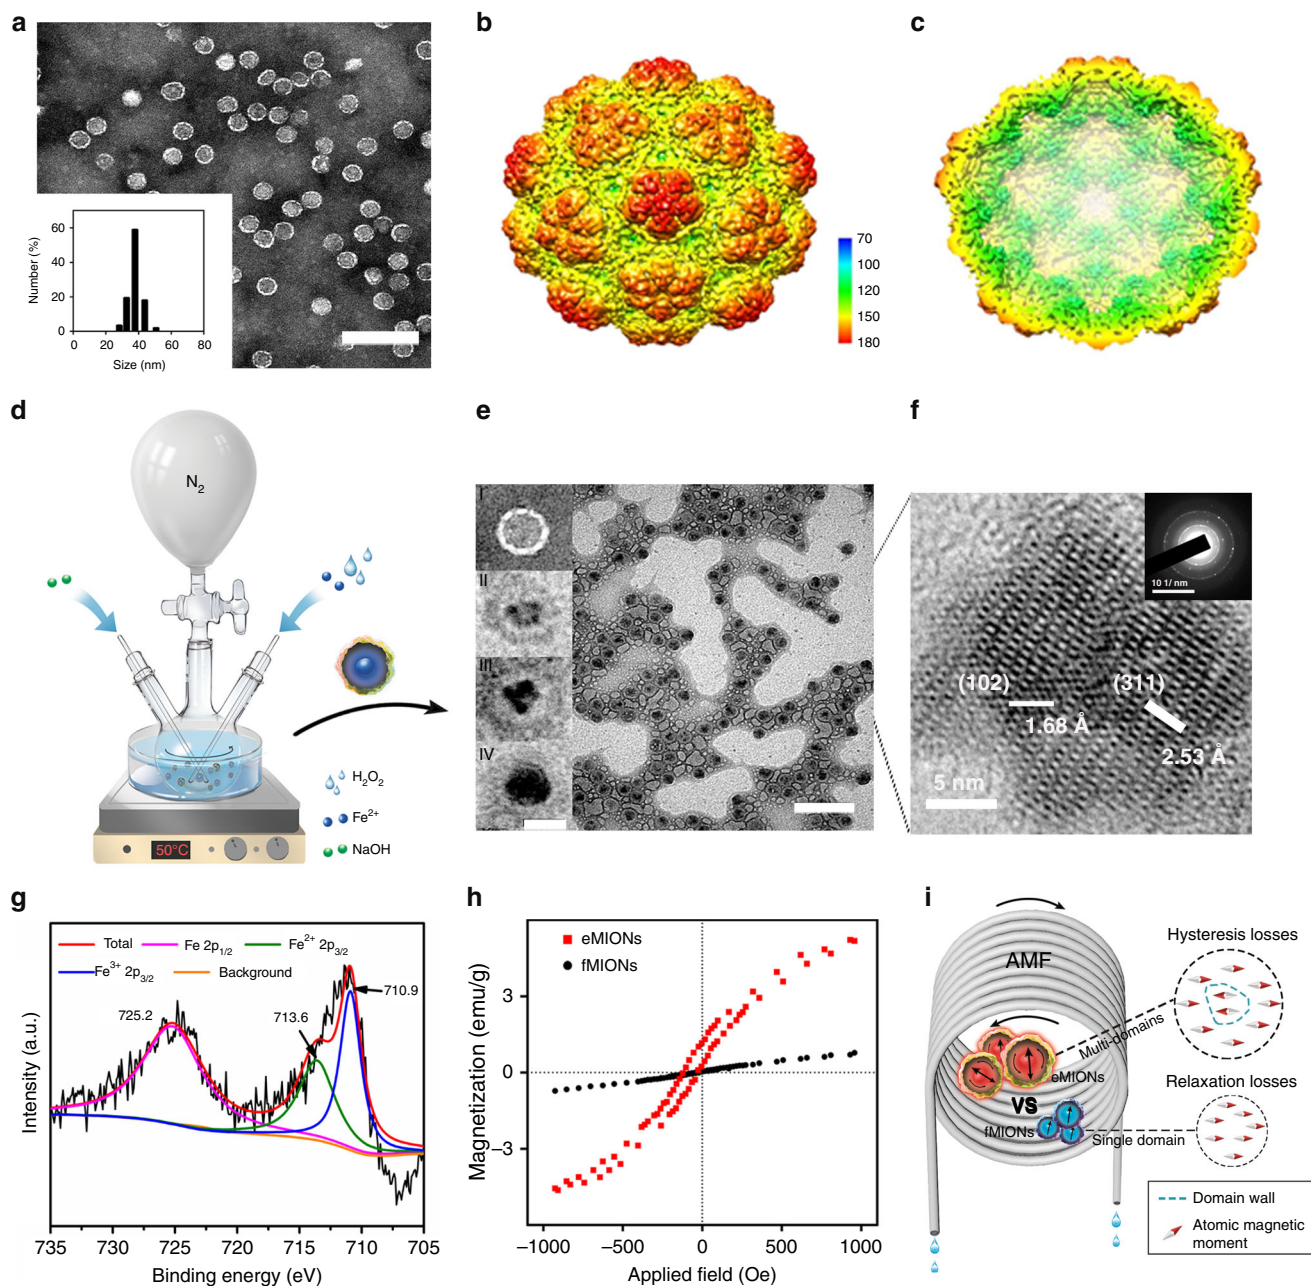 a
60
40
20
0
Number (%)
0 20 40 60 80
Size (nm)
b
70
100
120
150
180
c
d
N2
H2O2
Fe2+
NaOH
50°C
e
I
II
III
IV
f
10 1/ nm
(102)
1.68 Å
(311)
2.53 Å
5 nm
g
Total
Fe 2p1/2
Fe2+ 2p3/2
Fe3+ 2p3/2
Background
725.2
713.6
710.9
Intensity (a.u.)
735 730 725 720 715 710 705
Binding energy (eV)
h
eMIONs
fMIONs
3
0
−3
Magnetization (emu/g)
−1000 −500 0 500 1000
Applied field (Oe)
i
AMF
Hysteresis losses
Multi-domains
eMIONs
VS
fMIONs
Single domain
Relaxation losses
Domain wall
Atomic magnetic
moment